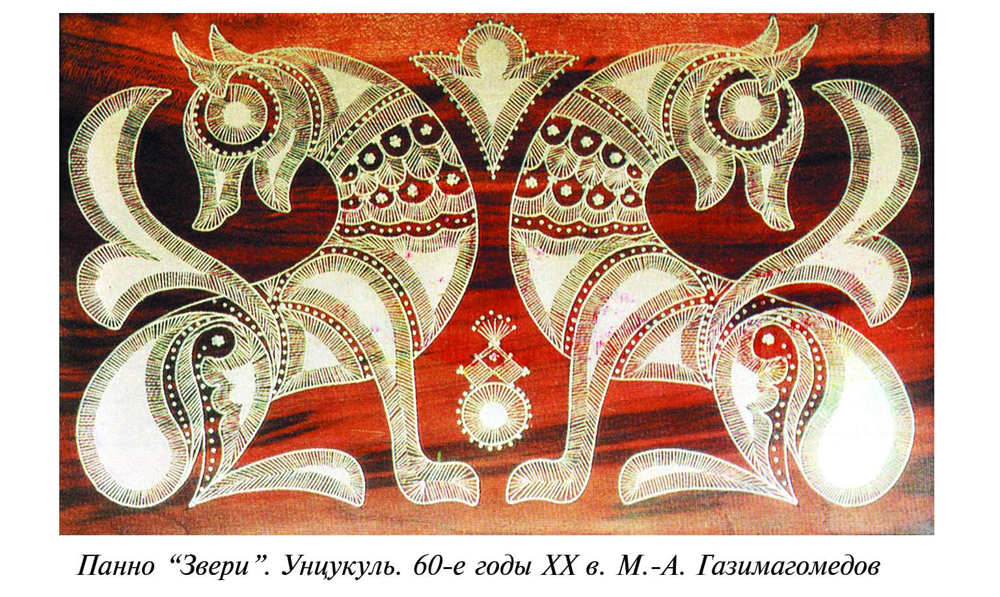 Панно “Звери”. Унцукуль. 60-е годы XX в. М.-А. Газимагомедов